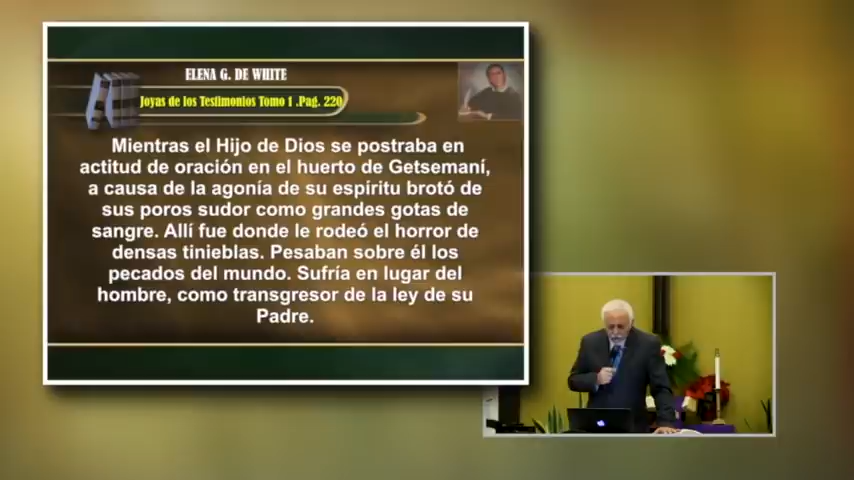 ELENA G. DE WHITE
Joyas de los Testimonios Tomo 1 .Pag. 220
Mientras el Hijo de Dios se postraba en
actitud de oración en el huerto de Getsemaní,
a causa de la agonía de su espíritu brotó de
sus poros sudor como grandes gotas de
sangre. Allí fue donde le rodeó el horror de
densas tinieblas. Pesaban sobre él los
pecados del mundo. Sufría en lugar del
hombre, como transgresor de la ley de su
Padre.